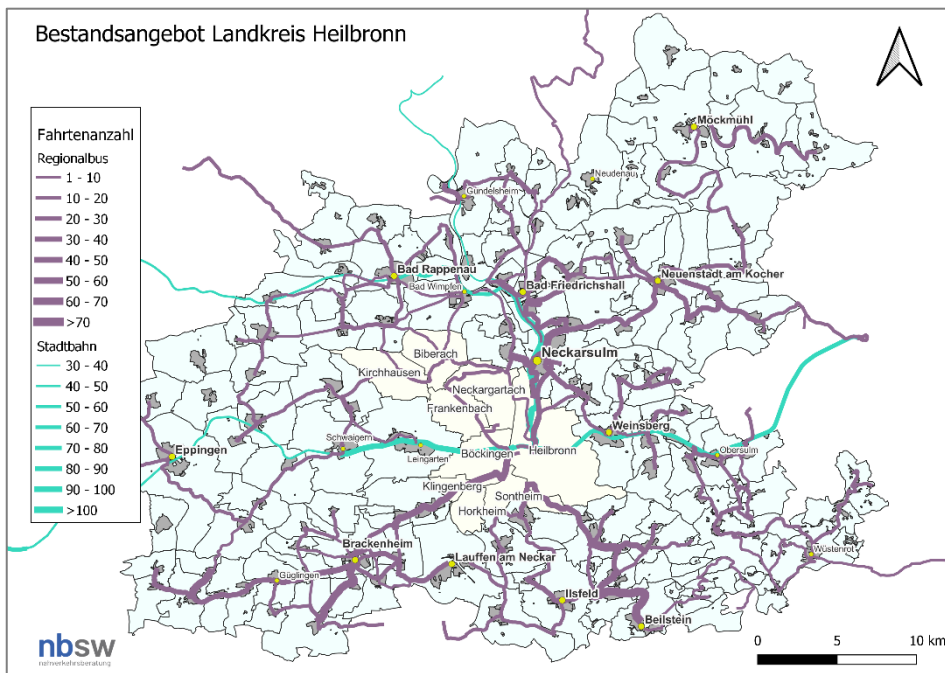 Bestandsangebot Landkreis Heilbronn
Fahrtenanzahl
Regionalbus
1 - 10
10 - 20
20 - 30
30 - 40
40 - 50
50 - 60
60 - 70
>70
Stadtbahn
30 - 40
40 - 50
50 - 60
60 - 70
70 - 80
80 - 90
90 - 100
>100
Möckmühl
Neudenau
Gundelsheim
Bad Rappenau
Bad Wimpfen
Bad Friedrichshall
Neuenstadt am Kocher
Neckarsulm
Biberach
Kirchhausen
Neckargartach
Frankenbach
Weinsberg
Schwaigern
Leingarten
Böckingen
Heilbronn
Obersulm
Eppingen
Klingenberg
Sontheim
Horkheim
Brackenheim
Lauffen am Neckar
Wüstenrot
Güglingen
Ilsfeld
Beilstein
nbsw
nahverkehrsberatung
0 5 10 km